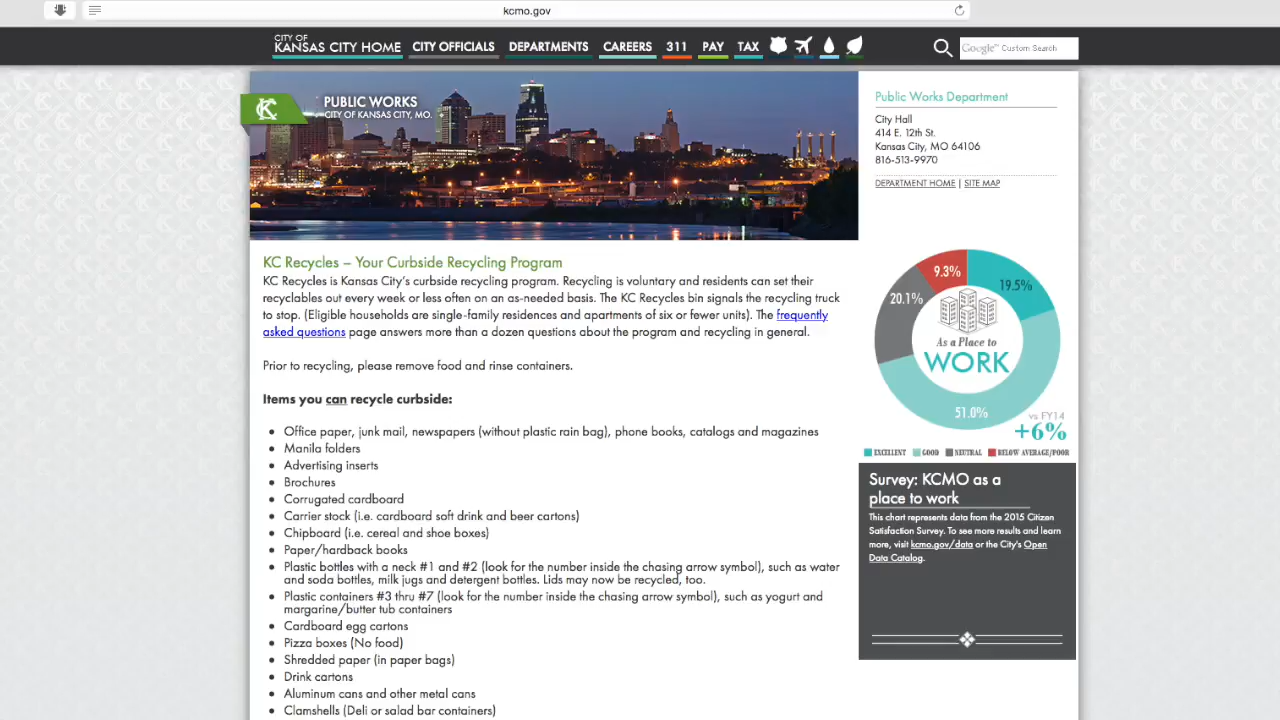 kcmo.gov
CITY OF
KANSAS CITY HOME
CITY OFFICIALS
DEPARTMENTS
CAREERS
311
PAY
TAX
Google™ Custom Search
KC
PUBLIC WORKS
CITY OF KANSAS CITY, MO.
Public Works Department
City Hall
414 E. 12th St.
Kansas City, MO 64106
816-513-9970
DEPARTMENT HOME | SITE MAP
KC Recycles – Your Curbside Recycling Program
KC Recycles is Kansas City's curbside recycling program. Recycling is voluntary and residents can set their
recyclables out every week or less often on an as-needed basis. The KC Recycles bin signals the recycling truck
to stop. (Eligible households are single-family residences and apartments of six or fewer units). The frequently
asked questions page answers more than a dozen questions about the program and recycling in general.
Prior to recycling, please remove food and rinse containers.
Items you can recycle curbside:
Office paper, junk mail, newspapers (without plastic rain bag), phone books, catalogs and magazines
Manila folders
Advertising inserts
Brochures
Corrugated cardboard
Carrier stock (i.e. cardboard soft drink and beer cartons)
Chipboard (i.e. cereal and shoe boxes)
Paper/hardback books
Plastic bottles with a neck #1 and #2 (look for the number inside the chasing arrow symbol), such as water
and soda bottles, milk jugs and detergent bottles. Lids may now be recycled, too.
Plastic containers #3 thru #7 (look for the number inside the chasing arrow symbol), such as yogurt and
margarine/butter tub containers
Cardboard egg cartons
Pizza boxes (No food)
Shredded paper (in paper bags)
Drink cartons
Aluminum cans and other metal cans
Clamshells (Deli or salad bar containers)
9.3%
19.5%
20.1%
As a Place to
WORK
51.0%
vs FY14
+6%
EXCELLENT
GOOD
NEUTRAL
BELOW AVERAGE/POOR
Survey: KCMO as a
place to work
This chart represents data from the 2015 Citizen
Satisfaction Survey. To see more results and learn
more, visit kcmo.gov/data or the City's Open
Data Catalog.